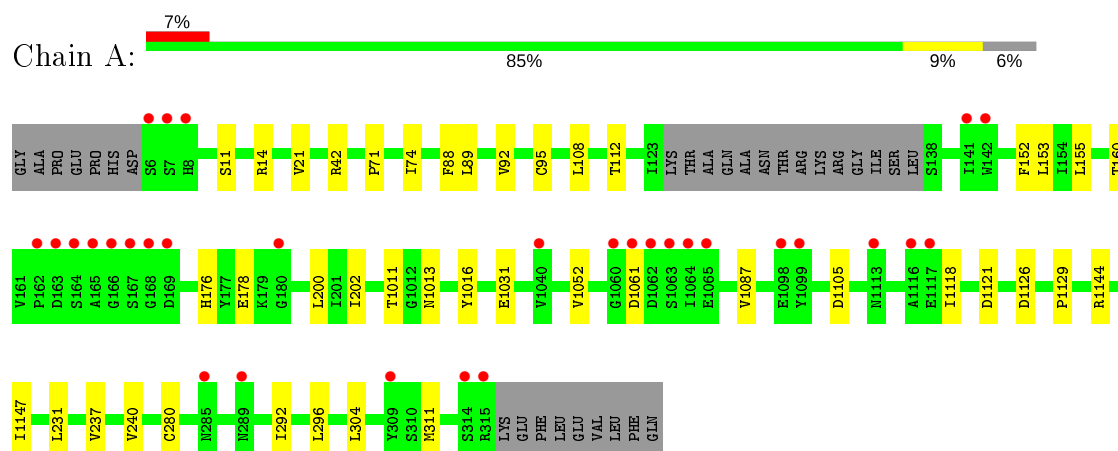 7%
Chain A:
85% 9% 6%
GLY ALA PRO GLU PRO HIS ASP S6 S7 H8 S11 R14 V21 R42 P71 I74 F88 L89 V92 C95 L108 T112 I123 LYS THR ALA GLN ALA ASN THR ARG LYS ARG GLY ILE SER LEU S138 I141 W142 F152 L153 I154 L155 T160
V161 P162 D163 S164 A165 G166 S167 G168 D169 H176 Y177 E178 K179 G180 L200 I201 I202 T1011 G1012 N1013 Y1016 E1031 V1040 V1052 G1060 D1061 D1062 S1063 I1064 E1065 V1087 F1098 Y1099 D1105 N1113 A1116 E1117 I1118 D1121 D1126 P1129 R1144
I1147 L231 V237 V240 C280 N285 N289 I292 L296 L304 Y309 S310 M311 S314 R315 LYS GLU PHE LEU GLU VAL LEU PHE GLN